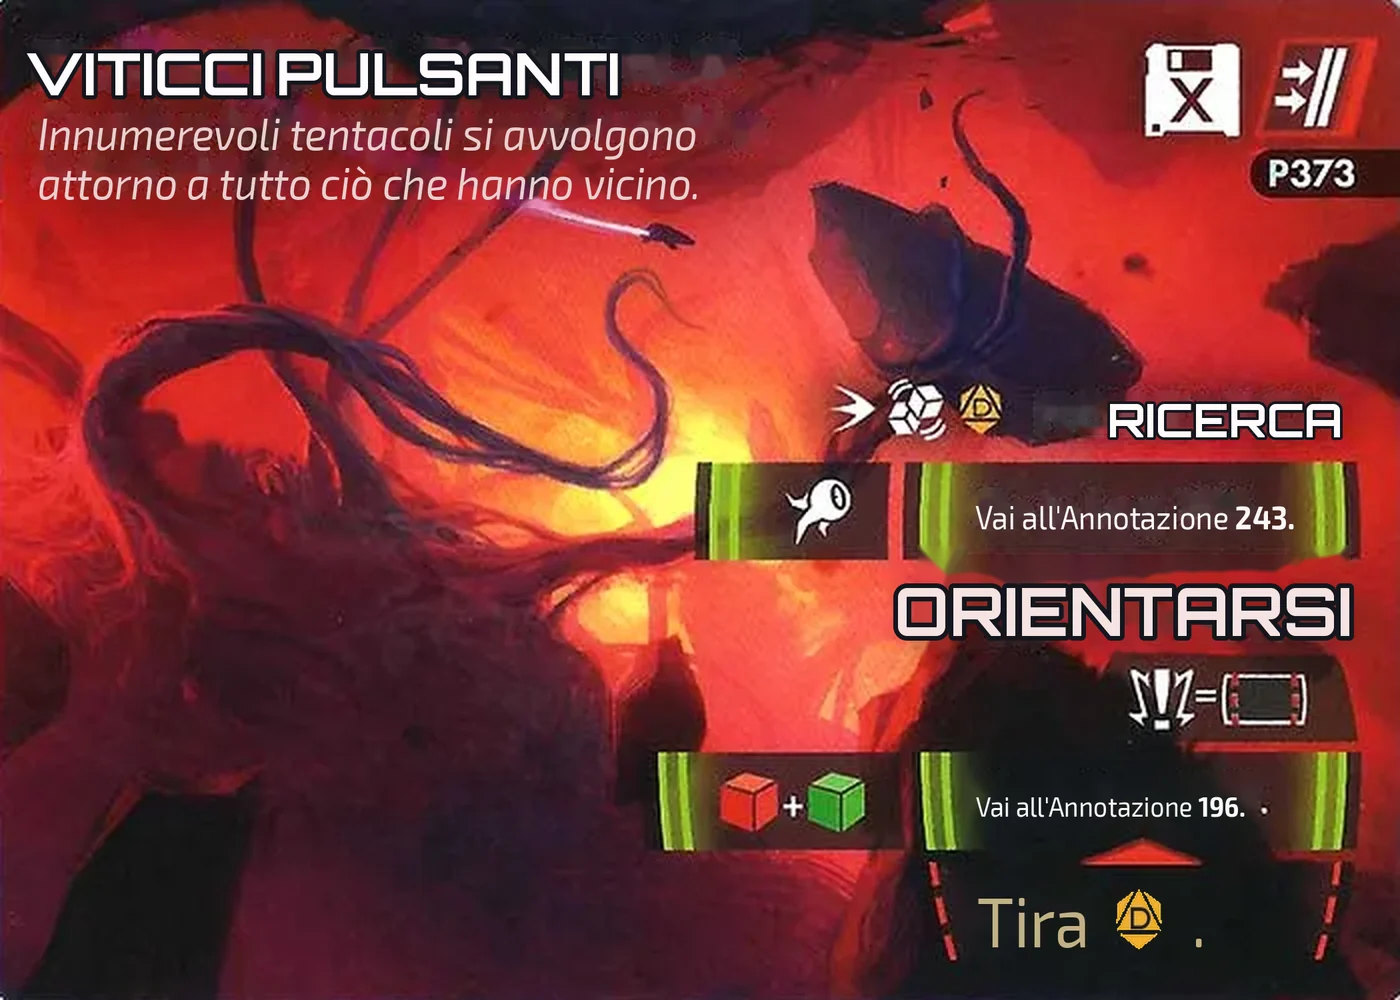 VITICCI PULSANTI
Innumerevoli tentacoli si avvolgono
attorno a tutto ciò che hanno vicino.
X
P373
D
RICERCA
Vai all'Annotazione 243.
ORIENTARSI
! =
+
Vai all'Annotazione 196. .
Tira D .